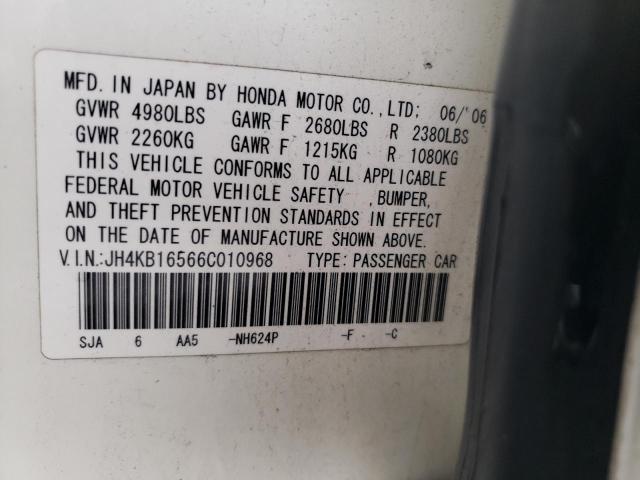 MFD. IN JAPAN BY HONDA MOTOR CO., LTD; 06/'06
GVWR 4980LBS GAWR F 2680LBS R 2380LBS
GVWR 2260KG GAWR F 1215KG R 1080KG
THIS VEHICLE CONFORMS TO ALL APPLICABLE
FEDERAL MOTOR VEHICLE SAFETY ,BUMPER,
AND THEFT PREVENTION STANDARDS IN EFFECT
ON THE DATE OF MANUFACTURE SHOWN ABOVE.
V.I.N.:JH4KB16566C010968 TYPE: PASSENGER CAR
SJA 6 AA5 -NH624P -F -C